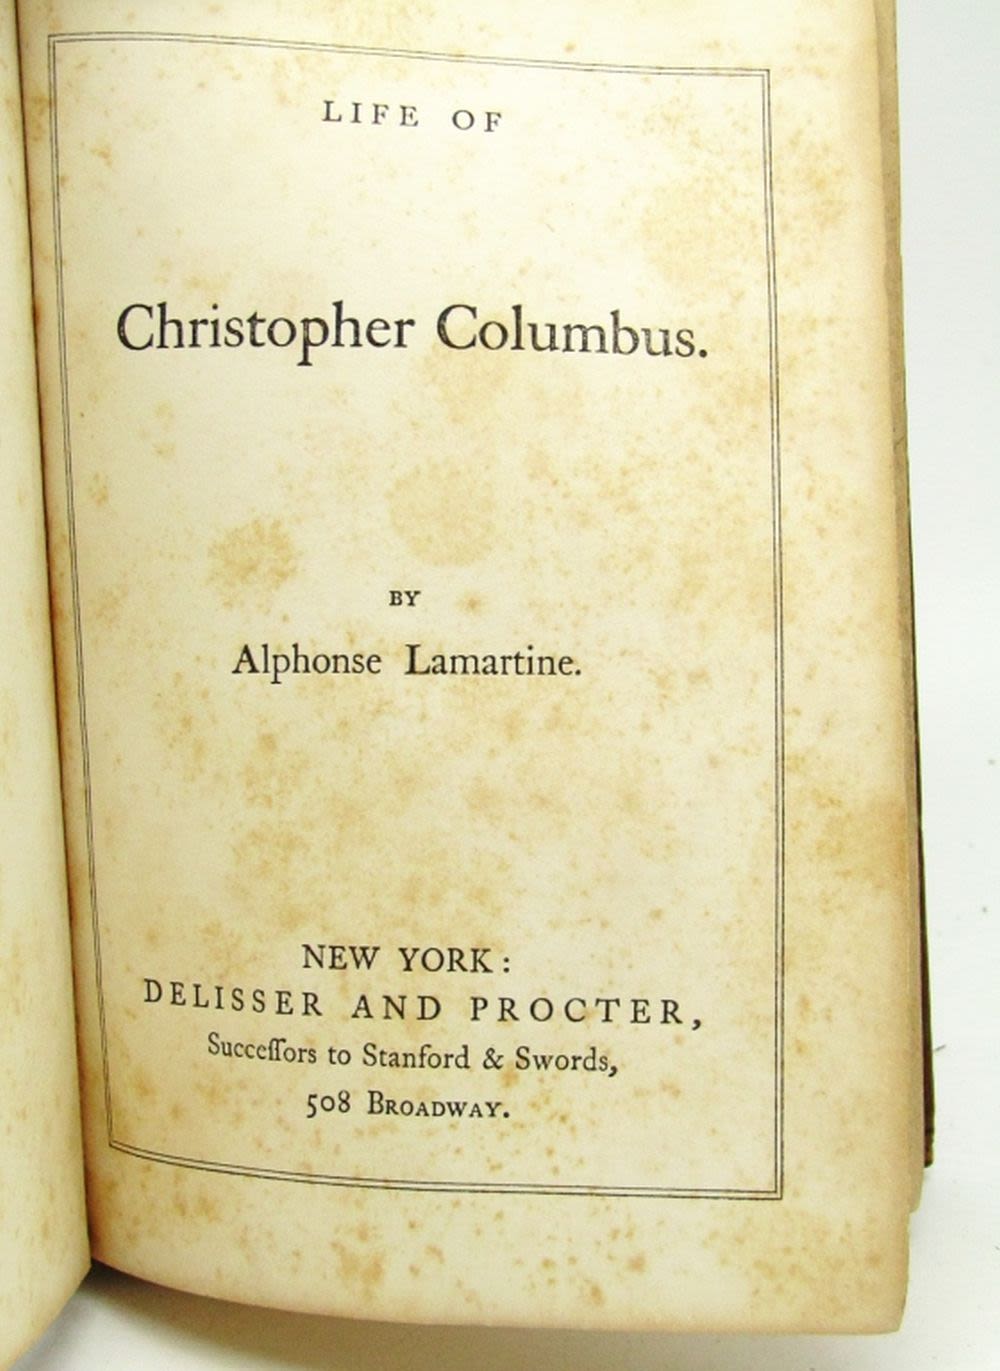 LIFE OF
Christopher Columbus.
BY
Alphonse Lamartine.
NEW YORK:
DELISSER AND PROCTER,
Succeſſors to Stanford & Swords,
508 BROADWAY.